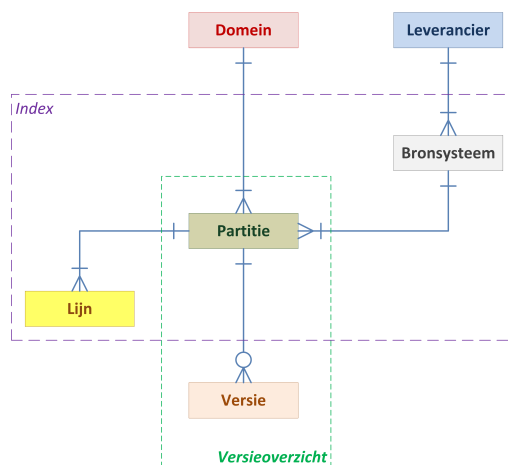 Domein
Leverancier
Index
Bronsysteem
Partitie
Lijn
Versie
Versieoverzicht